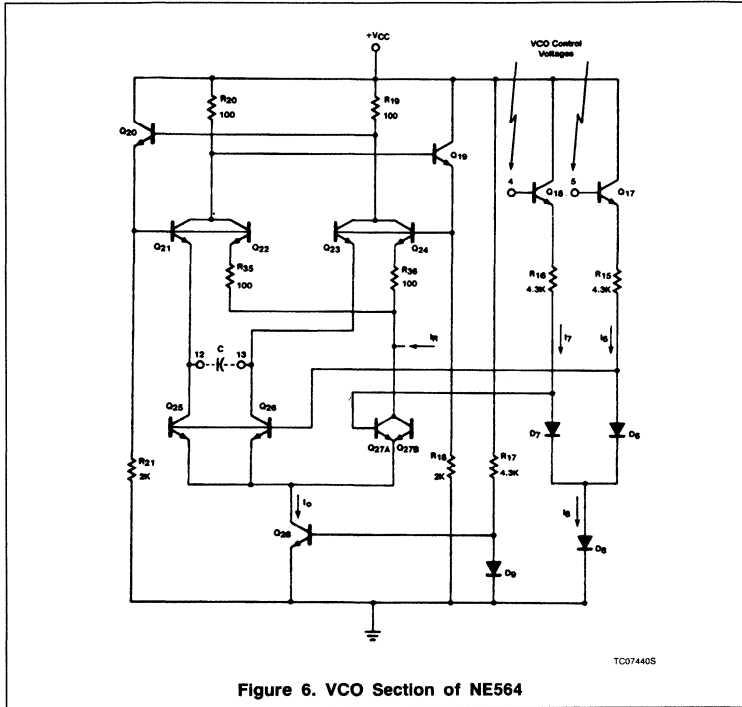 +VCC
VCO Control
Voltages
R20
100
R19
100
Q20
Q19
4
Q18
5
Q17
Q21
Q22
Q23
Q24
R35
100
R36
100
R16
4.3K
R15
4.3K
IR
I7
I6
12
C
13
Q25
Q26
D7
D6
Q27A
Q27B
R21
2K
R18
2K
R17
4.3K
Io
I8
Q28
D8
D9
TC07440S
Figure 6. VCO Section of NE564